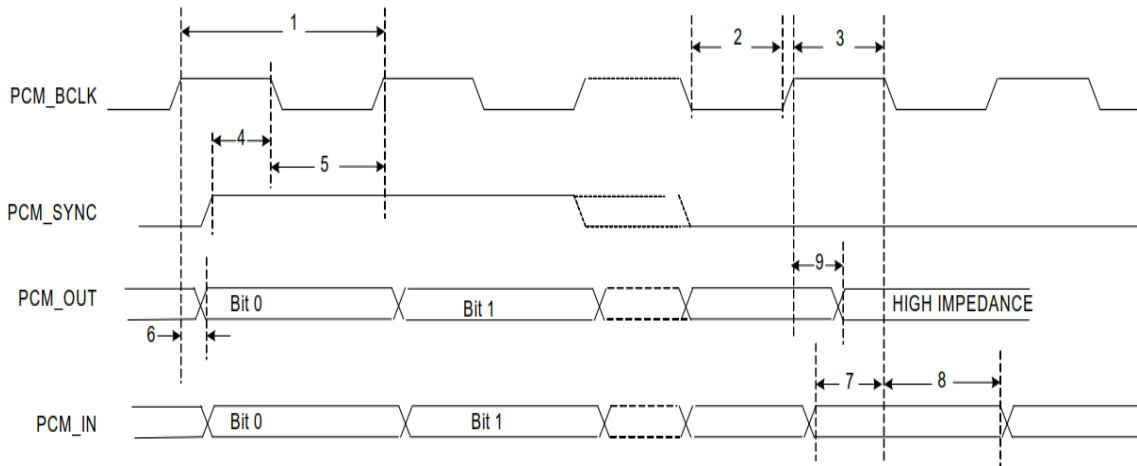 1
2
3
PCM_BCLK
4
5
PCM_SYNC
9
PCM_OUT
Bit 0
Bit 1
HIGH IMPEDANCE
6
7
8
PCM_IN
Bit 0
Bit 1